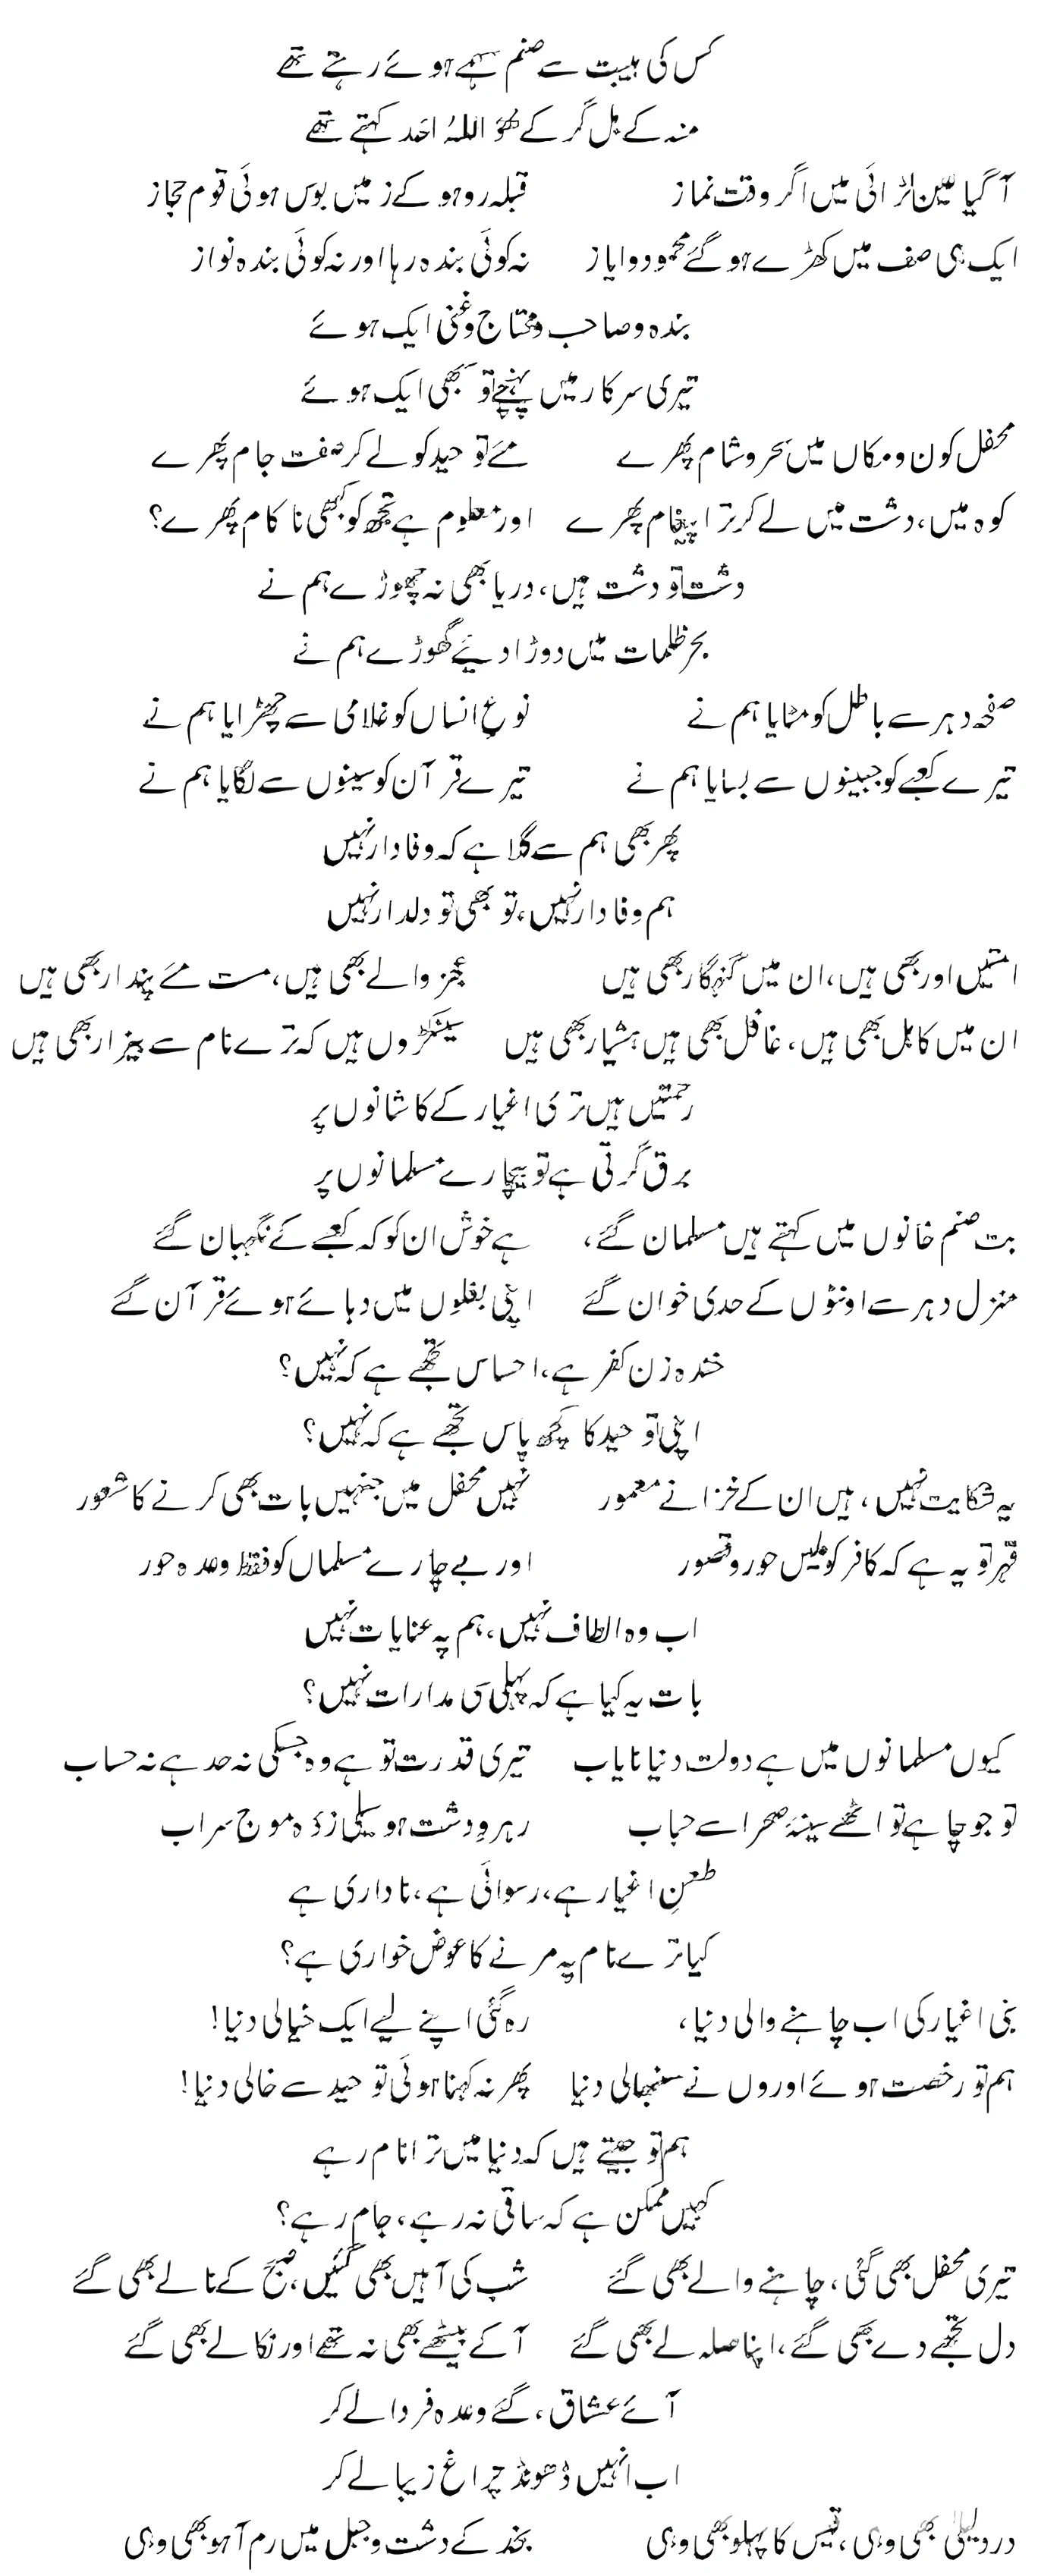 کس کی ہیبت سے صنم سہمے ہوئے رہتے تھے
منہ کے بل گر کے ھُوَ اللہُ اَحَد کہتے تھے
آ گیا عین لڑائی میں اگر وقت نماز قبلہ رو ہو کے زمیں بوس ہوئی قوم حجاز
ایک ہی صف میں کھڑے ہو گئے محمود و ایاز نہ کوئی بندہ رہا اور نہ کوئی بندہ نواز
بندہ و صاحب و محتاج و غنی ایک ہوئے
تیری سرکار میں پہنچے تو سبھی ایک ہوئے
محفل کون و مکاں میں سحر و شام پھرے مئے توحید کو لے کر صفت جام پھرے
کوہ میں، دشت میں لے کر ترا پیغام پھرے اور معلوم ہے تجھ کو کبھی ناکام پھرے؟
دشت تو دشت ہیں، دریا بھی نہ چھوڑے ہم نے
بحر ظلمات میں دوڑا دیئے گھوڑے ہم نے
صفحہ دہر سے باطل کو مٹایا ہم نے نوعِ انساں کو غلامی سے چھڑایا ہم نے
تیرے کعبے کو جبینوں سے بسایا ہم نے تیرے قرآن کو سینوں سے لگایا ہم نے
پھر بھی ہم سے گلا ہے کہ وفادار نہیں
ہم وفادار نہیں، تو بھی تو دلدار نہیں
امتیں اور بھی ہیں، ان میں گنہگار بھی ہیں عجز والے بھی ہیں، مست مئے پندار بھی ہیں
ان میں کاہل بھی ہیں، غافل بھی ہیں ہشیار بھی ہیں سینکڑوں ہیں کہ ترے نام سے بیزار بھی ہیں
رحمتیں ہیں تری اغیار کے کاشانوں پر
برق گرتی ہے تو بیچارے مسلمانوں پر
بت صنم خانوں میں کہتے ہیں مسلمان گئے، ہے خوشی ان کو کہ کعبے کے نگہبان گئے
منزل دہر سے اونٹوں کے حدی خوان گئے اپنی بغلوں میں دبائے ہوئے قرآن گئے
خندہ زن کفر ہے، احساس تجھے ہے کہ نہیں؟
اپنی توحید کا کچھ پاس تجھے ہے کہ نہیں؟
یہ شکایت نہیں، ہیں ان کے خزانے معمور نہیں محفل میں جنہیں بات بھی کرنے کا شعور
قہر تو یہ ہے کہ کافر کو ملیں حور و قصور اور بے چارے مسلماں کو فقط وعدہ حور
اب وہ الطاف نہیں، ہم پہ عنایات نہیں
بات یہ کیا ہے کہ پہلی سی مدارات نہیں؟
کیوں مسلمانوں میں ہے دولت دنیا نایاب تیری قدرت تو ہے وہ جسکی نہ حد ہے نہ حساب
تو جو چاہے تو اٹھے سینۂ صحرا سے حباب رہروِ دشت ہو سیلی زدۂ موج سراب
طعنِ اغیار ہے، رسوائی ہے، ناداری ہے
کیا ترے نام پہ مرنے کا عوض خواری ہے؟
بنی اغیار کی اب چاہنے والی دنیا، رہ گئی اپنے لیے ایک خیالی دنیا!
ہم تو رخصت ہوئے اوروں نے سنبھالی دنیا پھر نہ کہنا ہوئی توحید سے خالی دنیا!
ہم تو جیتے ہیں کہ دنیا میں ترا نام رہے
کہیں ممکن ہے کہ ساقی نہ رہے، جام رہے؟
تیری محفل بھی گئی، چاہنے والے بھی گئے شب کی آہیں بھی گئیں، صبح کے نالے بھی گئے
دل تجھے دے بھی گئے، اپنا صلہ لے بھی گئے آ کے بیٹھے بھی نہ تھے اور نکالے بھی گئے
آئے عشاق، گئے وعدہ فردا لے کر
اب انہیں ڈھونڈ چراغ زیبا لے کر
درد لیلیٰ بھی وہی، قیس کا پہلو بھی وہی نجد کے دشت و جبل میں رم آہو بھی وہی